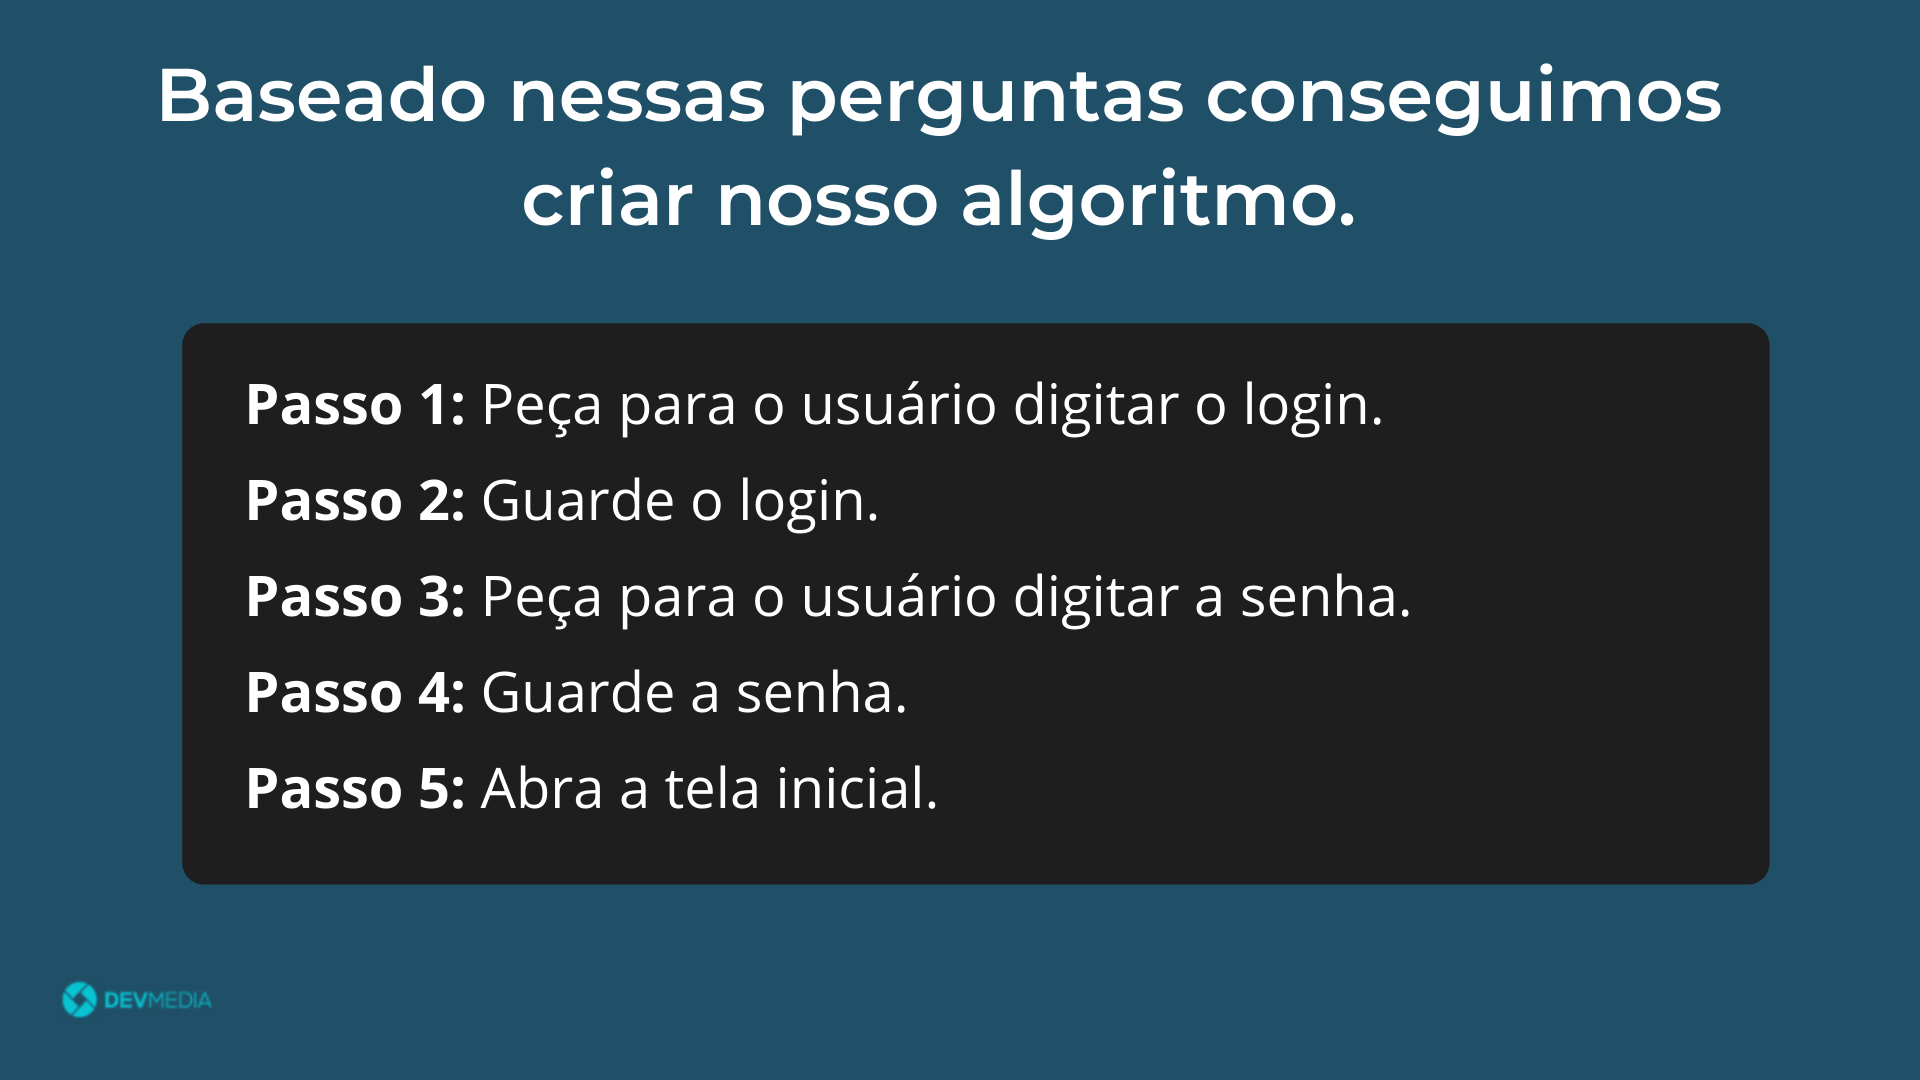 Baseado nessas perguntas conseguimos
criar nosso algoritmo.
Passo 1: Peça para o usuário digitar o login.
Passo 2: Guarde o login.
Passo 3: Peça para o usuário digitar a senha.
Passo 4: Guarde a senha.
Passo 5: Abra a tela inicial.
DEVMEDIA